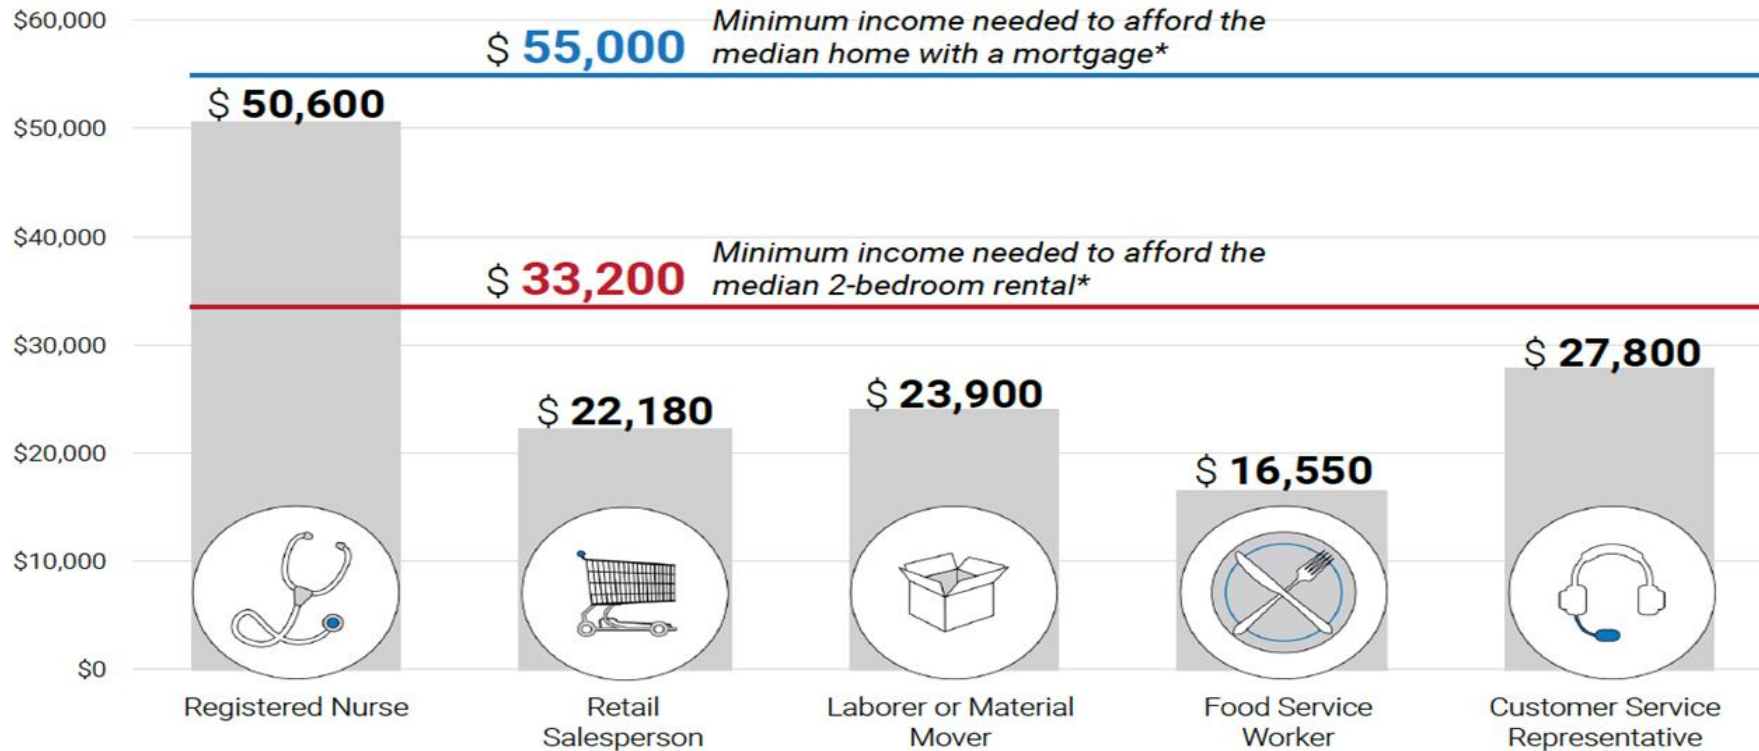 $60,000
$ 55,000
Minimum income needed to afford the
median home with a mortgage*
$ 50,600
$50,000
$40,000
$ 33,200
Minimum income needed to afford the
median 2-bedroom rental*
$30,000
$ 27,800
$ 23,900
$ 22,180
$20,000
$ 16,550
$10,000
$0
Registered Nurse
Retail
Salesperson
Laborer or Material
Mover
Food Service
Worker
Customer Service
Representative